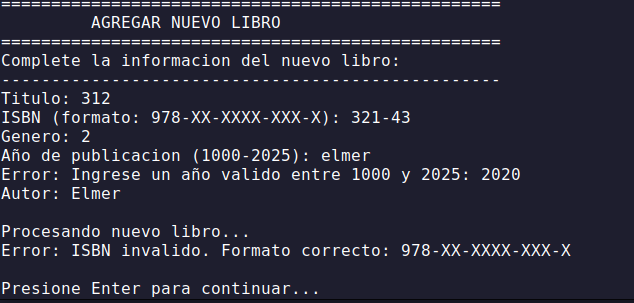 ==================================================
AGREGAR NUEVO LIBRO
==================================================
Complete la informacion del nuevo libro:
--------------------------------------------------
Titulo: 312
ISBN (formato: 978-XX-XXXX-XXX-X): 321-43
Genero: 2
Año de publicacion (1000-2025): elmer
Error: Ingrese un año valido entre 1000 y 2025: 2020
Autor: Elmer
Procesando nuevo libro...
Error: ISBN invalido. Formato correcto: 978-XX-XXXX-XXX-X
Presione Enter para continuar...